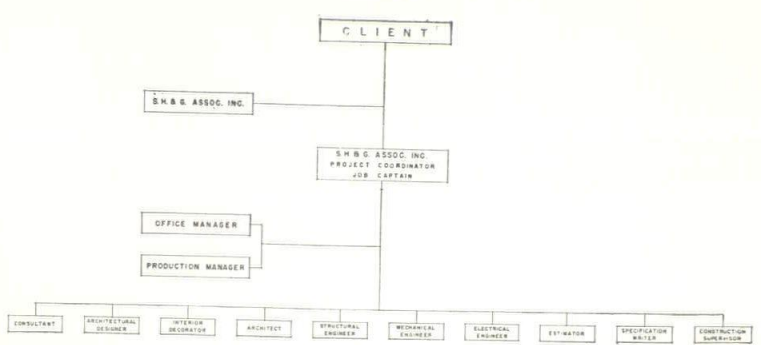 CLIENT
S.H. & G. ASSOC. INC.
S.H. & G. ASSOC. INC.
PROJECT COORDINATOR
JOB CAPTAIN
OFFICE MANAGER
PRODUCTION MANAGER
CONSULTANT
ARCHITECTURAL
DESIGNER
INTERIOR
DECORATOR
ARCHITECT
STRUCTURAL
ENGINEER
MECHANICAL
ENGINEER
ELECTRICAL
ENGINEER
ESTIMATOR
SPECIFICATION
WRITER
CONSTRUCTION
SUPERVISOR